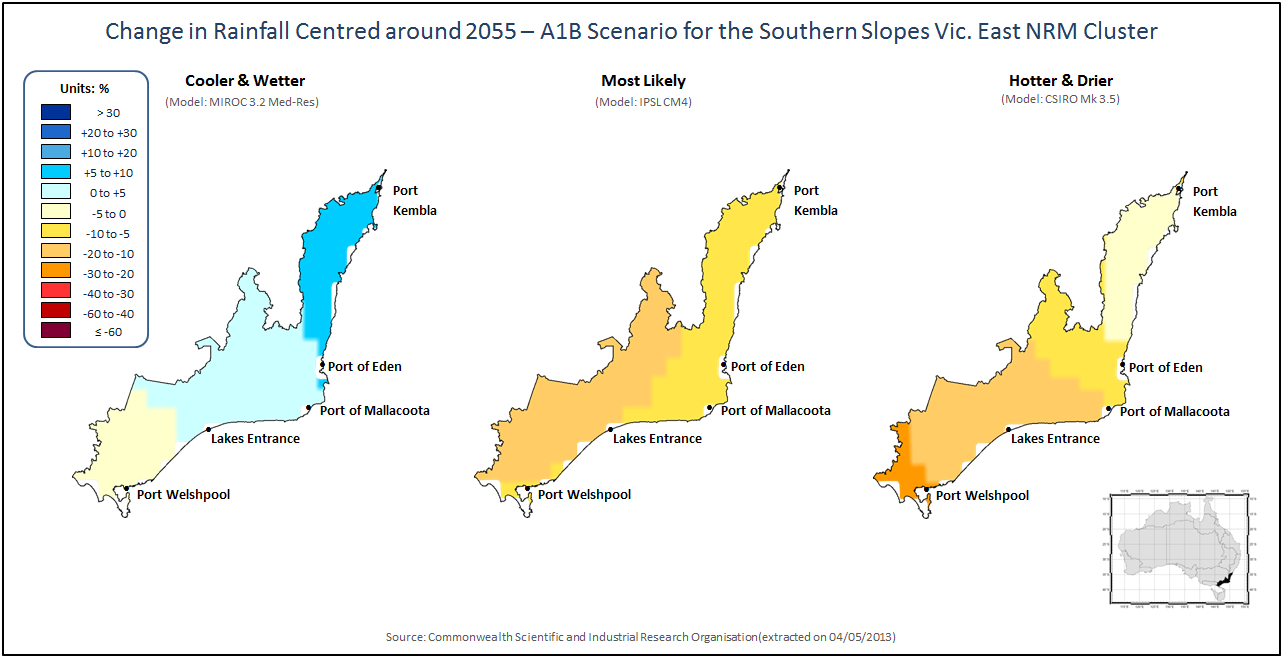 Change in Rainfall Centred around 2055 – A1B Scenario for the Southern Slopes Vic. East NRM Cluster
Units: %
> 30
+20 to +30
+10 to +20
+5 to +10
0 to +5
-5 to 0
-10 to -5
-20 to -10
-30 to -20
-40 to -30
-60 to -40
≤ -60
Cooler & Wetter
(Model: MIROC 3.2 Med-Res)
Port
Kembla
Port of Eden
Port of Mallacoota
Lakes Entrance
Port Welshpool
Most Likely
(Model: IPSL CM4)
Port
Kembla
Port of Eden
Port of Mallacoota
Lakes Entrance
Port Welshpool
Hotter & Drier
(Model: CSIRO Mk 3.5)
Port
Kembla
Port of Eden
Port of Mallacoota
Lakes Entrance
Port Welshpool
Source: Commonwealth Scientific and Industrial Research Organisation(extracted on 04/05/2013)